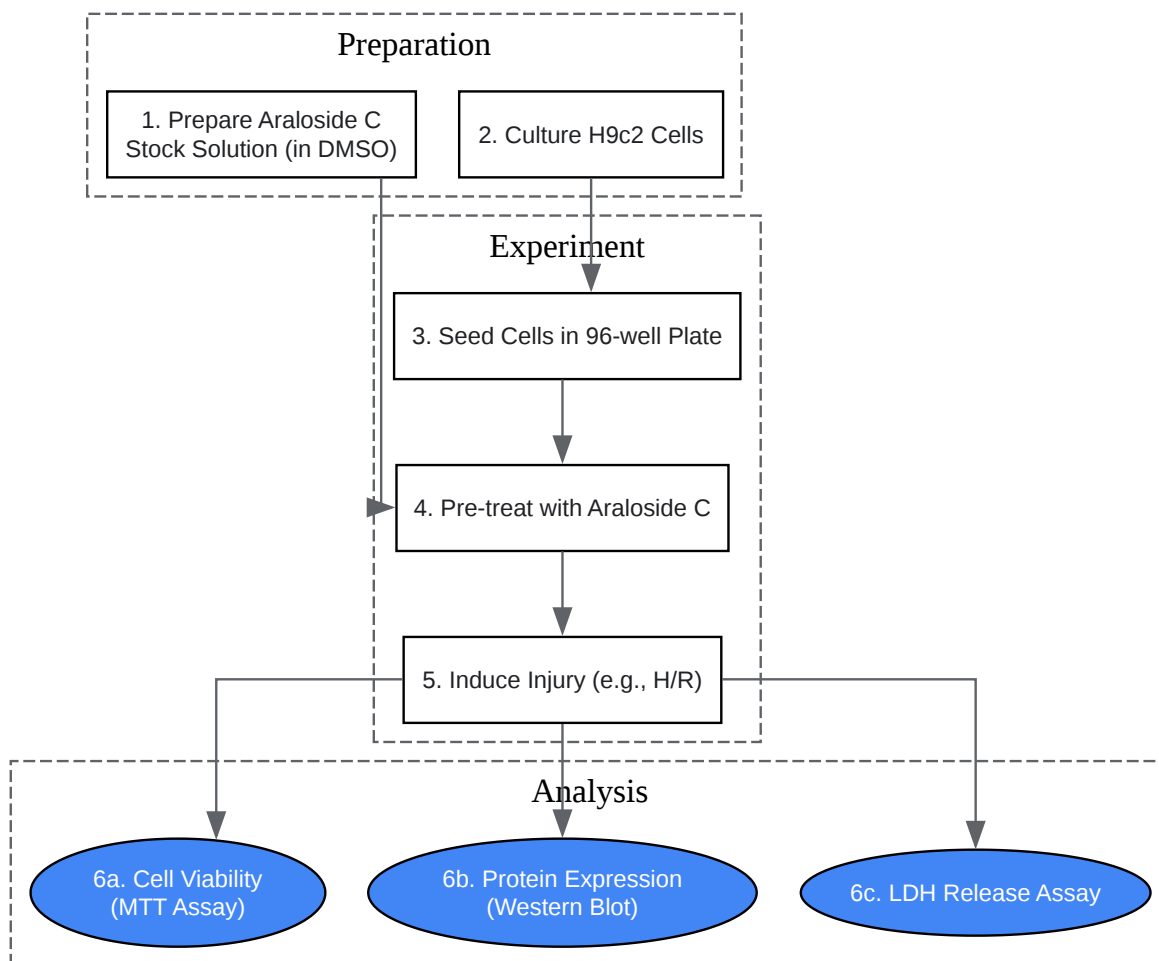 Preparation
1. Prepare Araloside C
Stock Solution (in DMSO)
2. Culture H9c2 Cells
Experiment
3. Seed Cells in 96-well Plate
4. Pre-treat with Araloside C
5. Induce Injury (e.g., H/R)
Analysis
6a. Cell Viability
(MTT Assay)
6b. Protein Expression
(Western Blot)
6c. LDH Release Assay